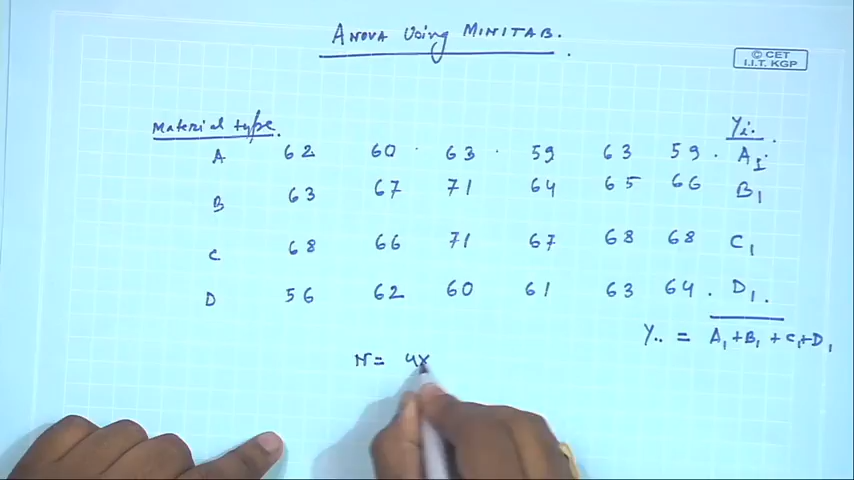 ANOVA Using MINITAB.
© CET
I.I.T. KGP
Material type. Yi.
A 62 60 63 59 63 59 A1
B 63 67 71 64 65 66 B1
C 68 66 71 67 68 68 C1
D 56 62 60 61 63 64 D1
Y.. = A1+B1+C1+D1
N= 4X